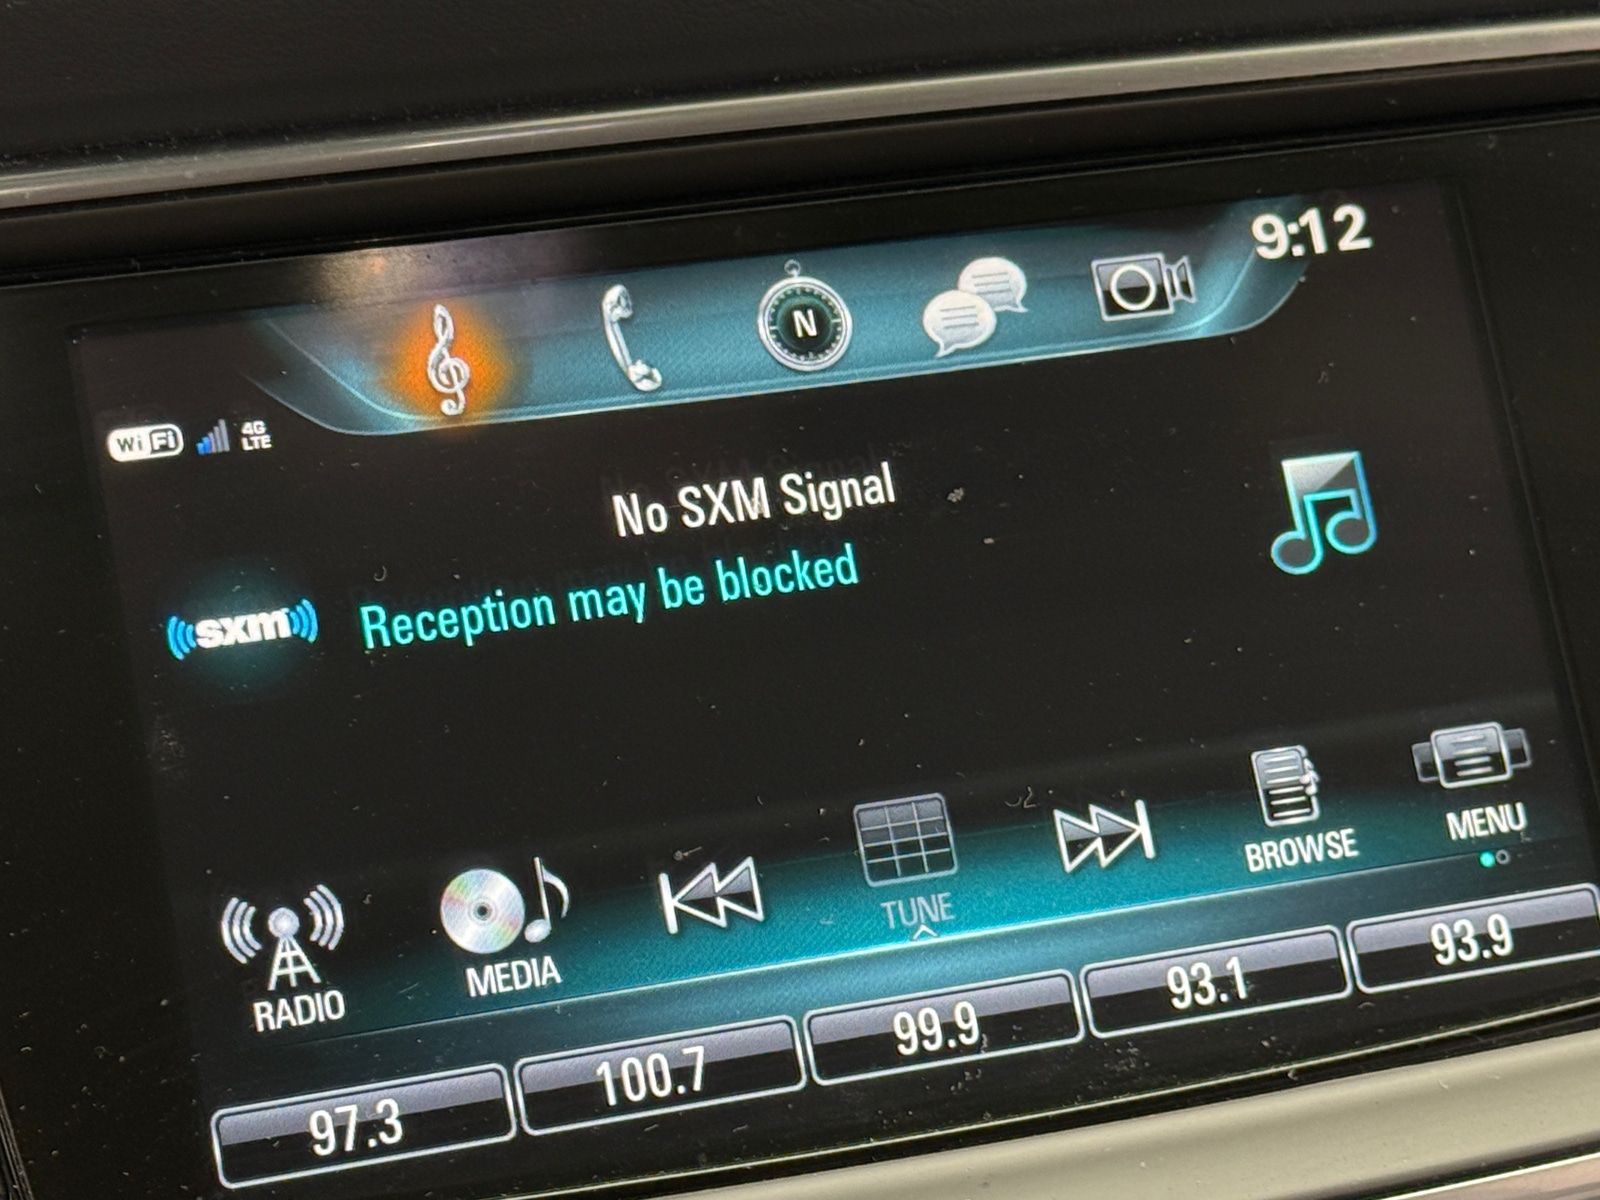 9:12
N
WiFi
4G
LTE
No SXM Signal
((sxm))
Reception may be blocked
RADIO
MEDIA
TUNE
BROWSE
MENU
97.3
100.7
99.9
93.1
93.9